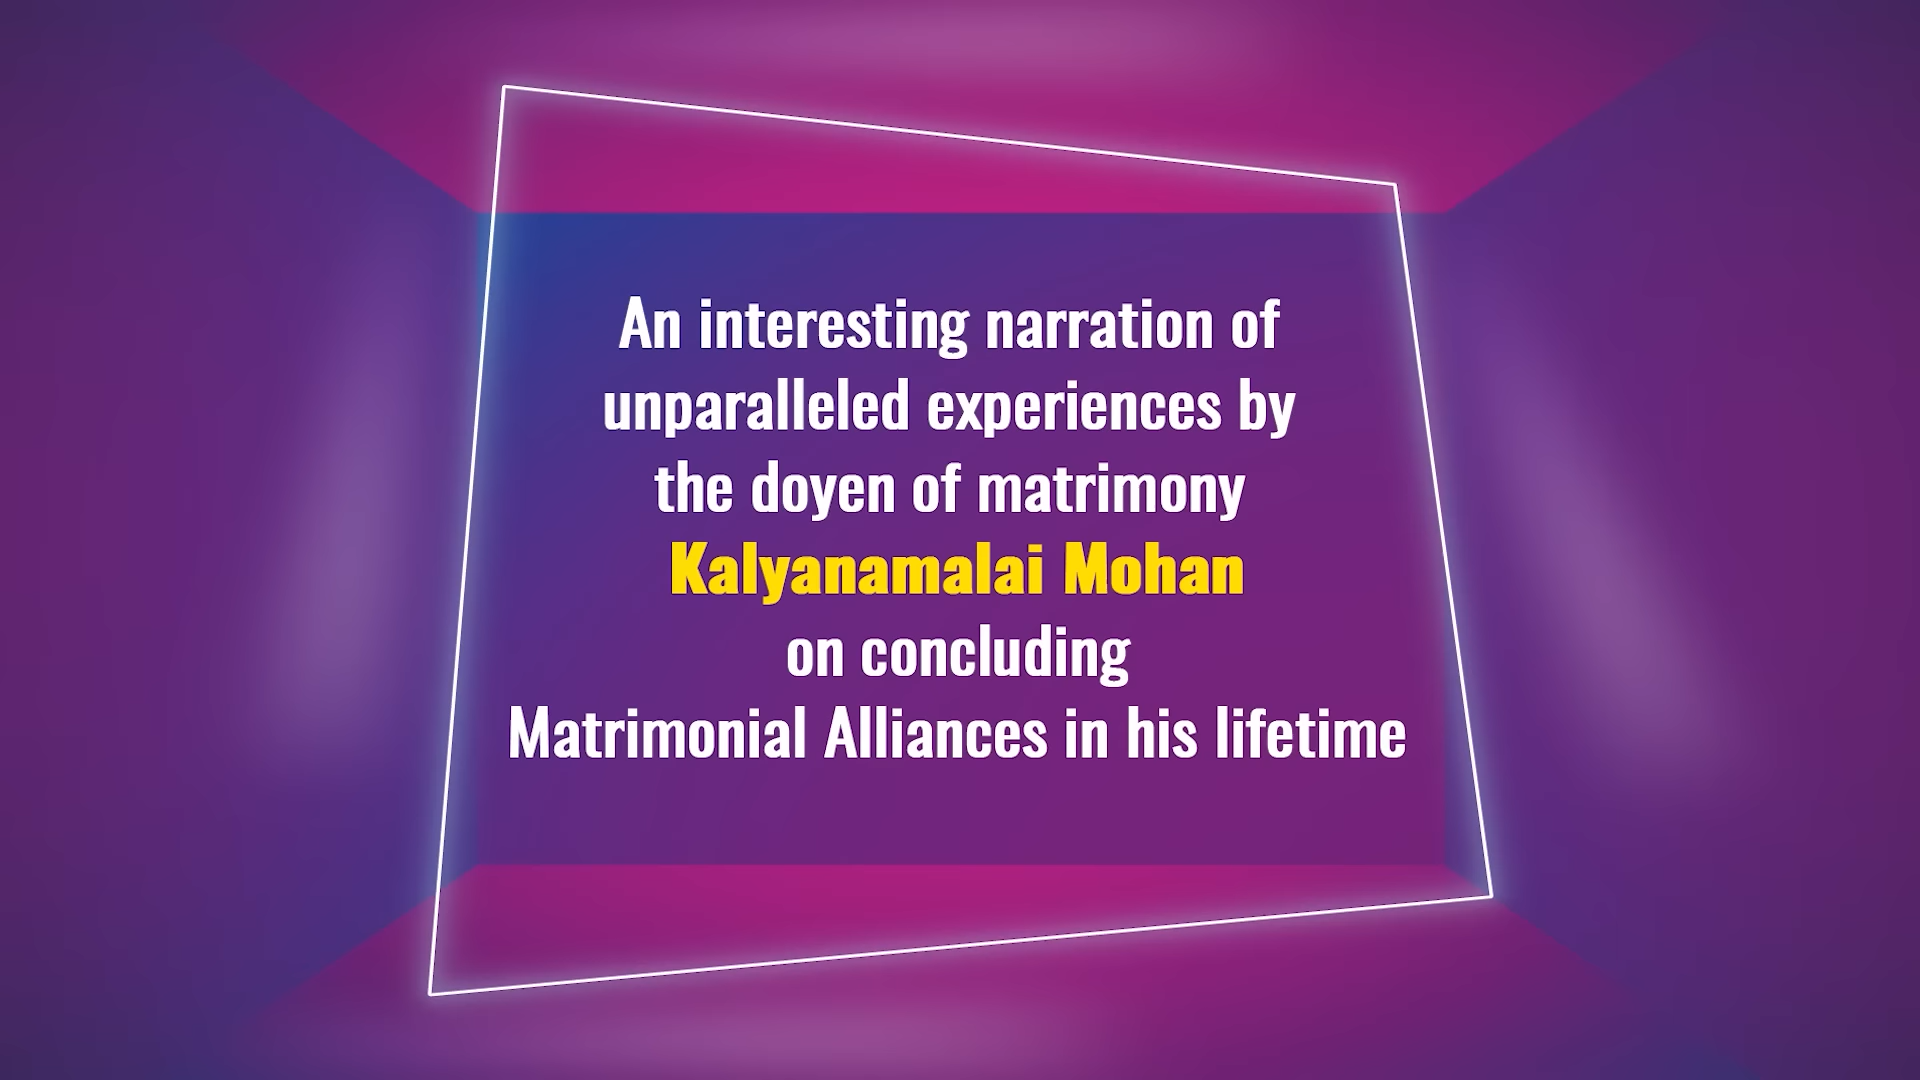 An interesting narration of
unparalleled experiences by
the doyen of matrimony
Kalyanamalai Mohan
on concluding
Matrimonial Alliances in his lifetime